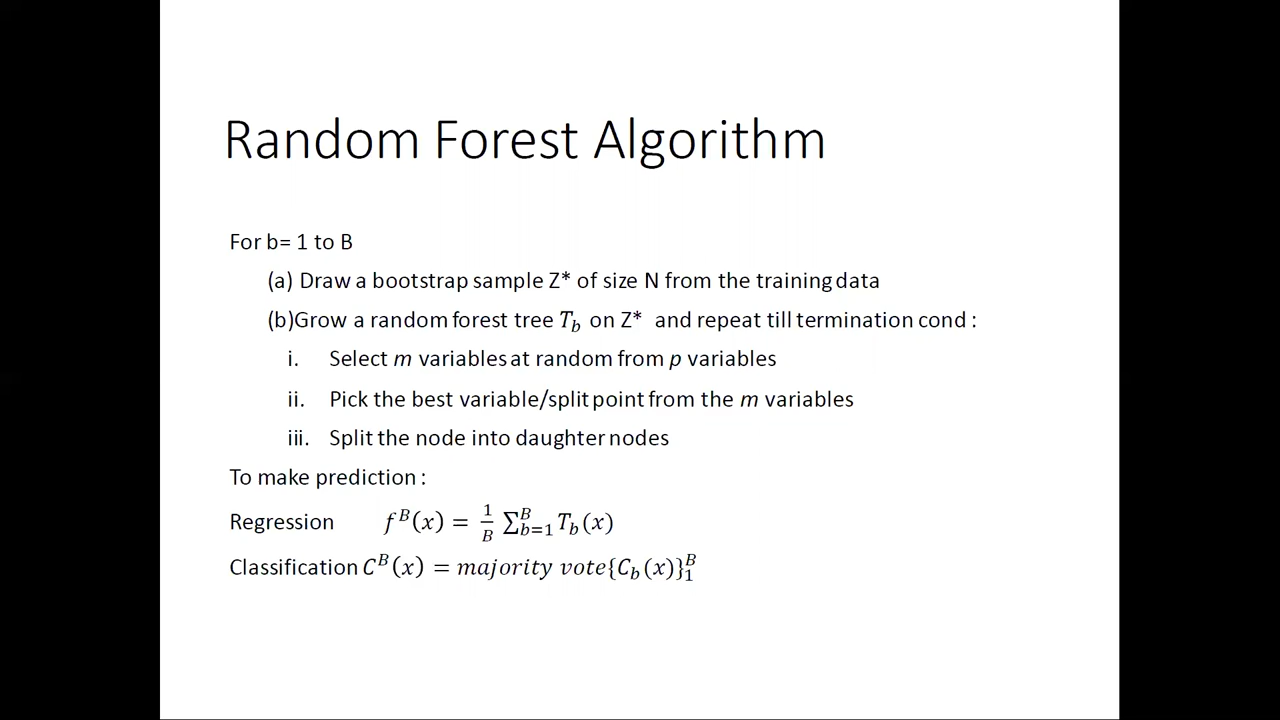 Random Forest Algorithm
For b= 1 to B
(a) Draw a bootstrap sample Z* of size N from the training data
(b)Grow a random forest tree T_b on Z* and repeat till termination cond :
i. Select m variables at random from p variables
ii. Pick the best variable/split point from the m variables
iii. Split the node into daughter nodes
To make prediction :
Regression f^B(x) = 1/B ∑_{b=1}^B T_b(x)
Classification C^B(x) = majority vote{C_b(x)}_1^B